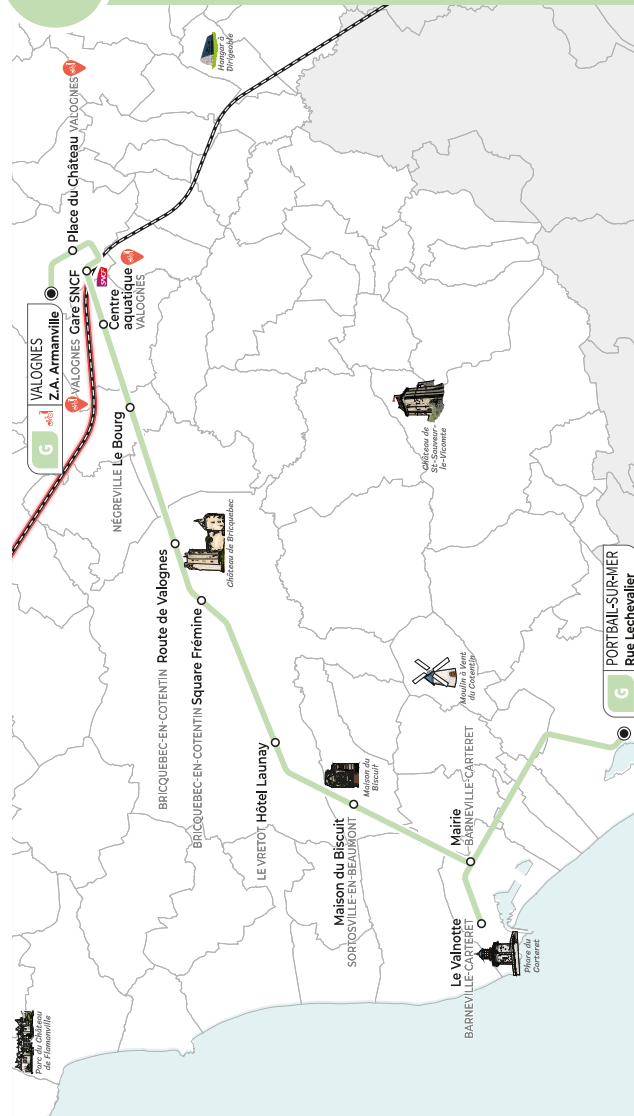 Hangar à
Dirigeable
Place du Château VALOGNES
VALOGNES Gare SNCF
SNCF
Centre
aquatique
VALOGNES
G
VALOGNES
Z.A. Armanville
NÉGREVILLE Le Bourg
Château de
St-Sauveur-
le-Vicomte
Château de Bricquebec
BRICQUEBEC-EN-COTENTIN Route de Valognes
BRICQUEBEC-EN-COTENTIN Square Frémine
G
PORTBAIL-SUR-MER
Rue Lechevalier
Moulin à Vent
du Cotentin
LE VRETOT Hôtel Launay
Maison du
Biscuit
Maison du Biscuit
SORTOSVILLE-EN-BEAUMONT
Mairie
BARNEVILLE-CARTERET
Le Valnotte
BARNEVILLE-CARTERET
Phare du
Carteret
Parc du Château
de Flamanville